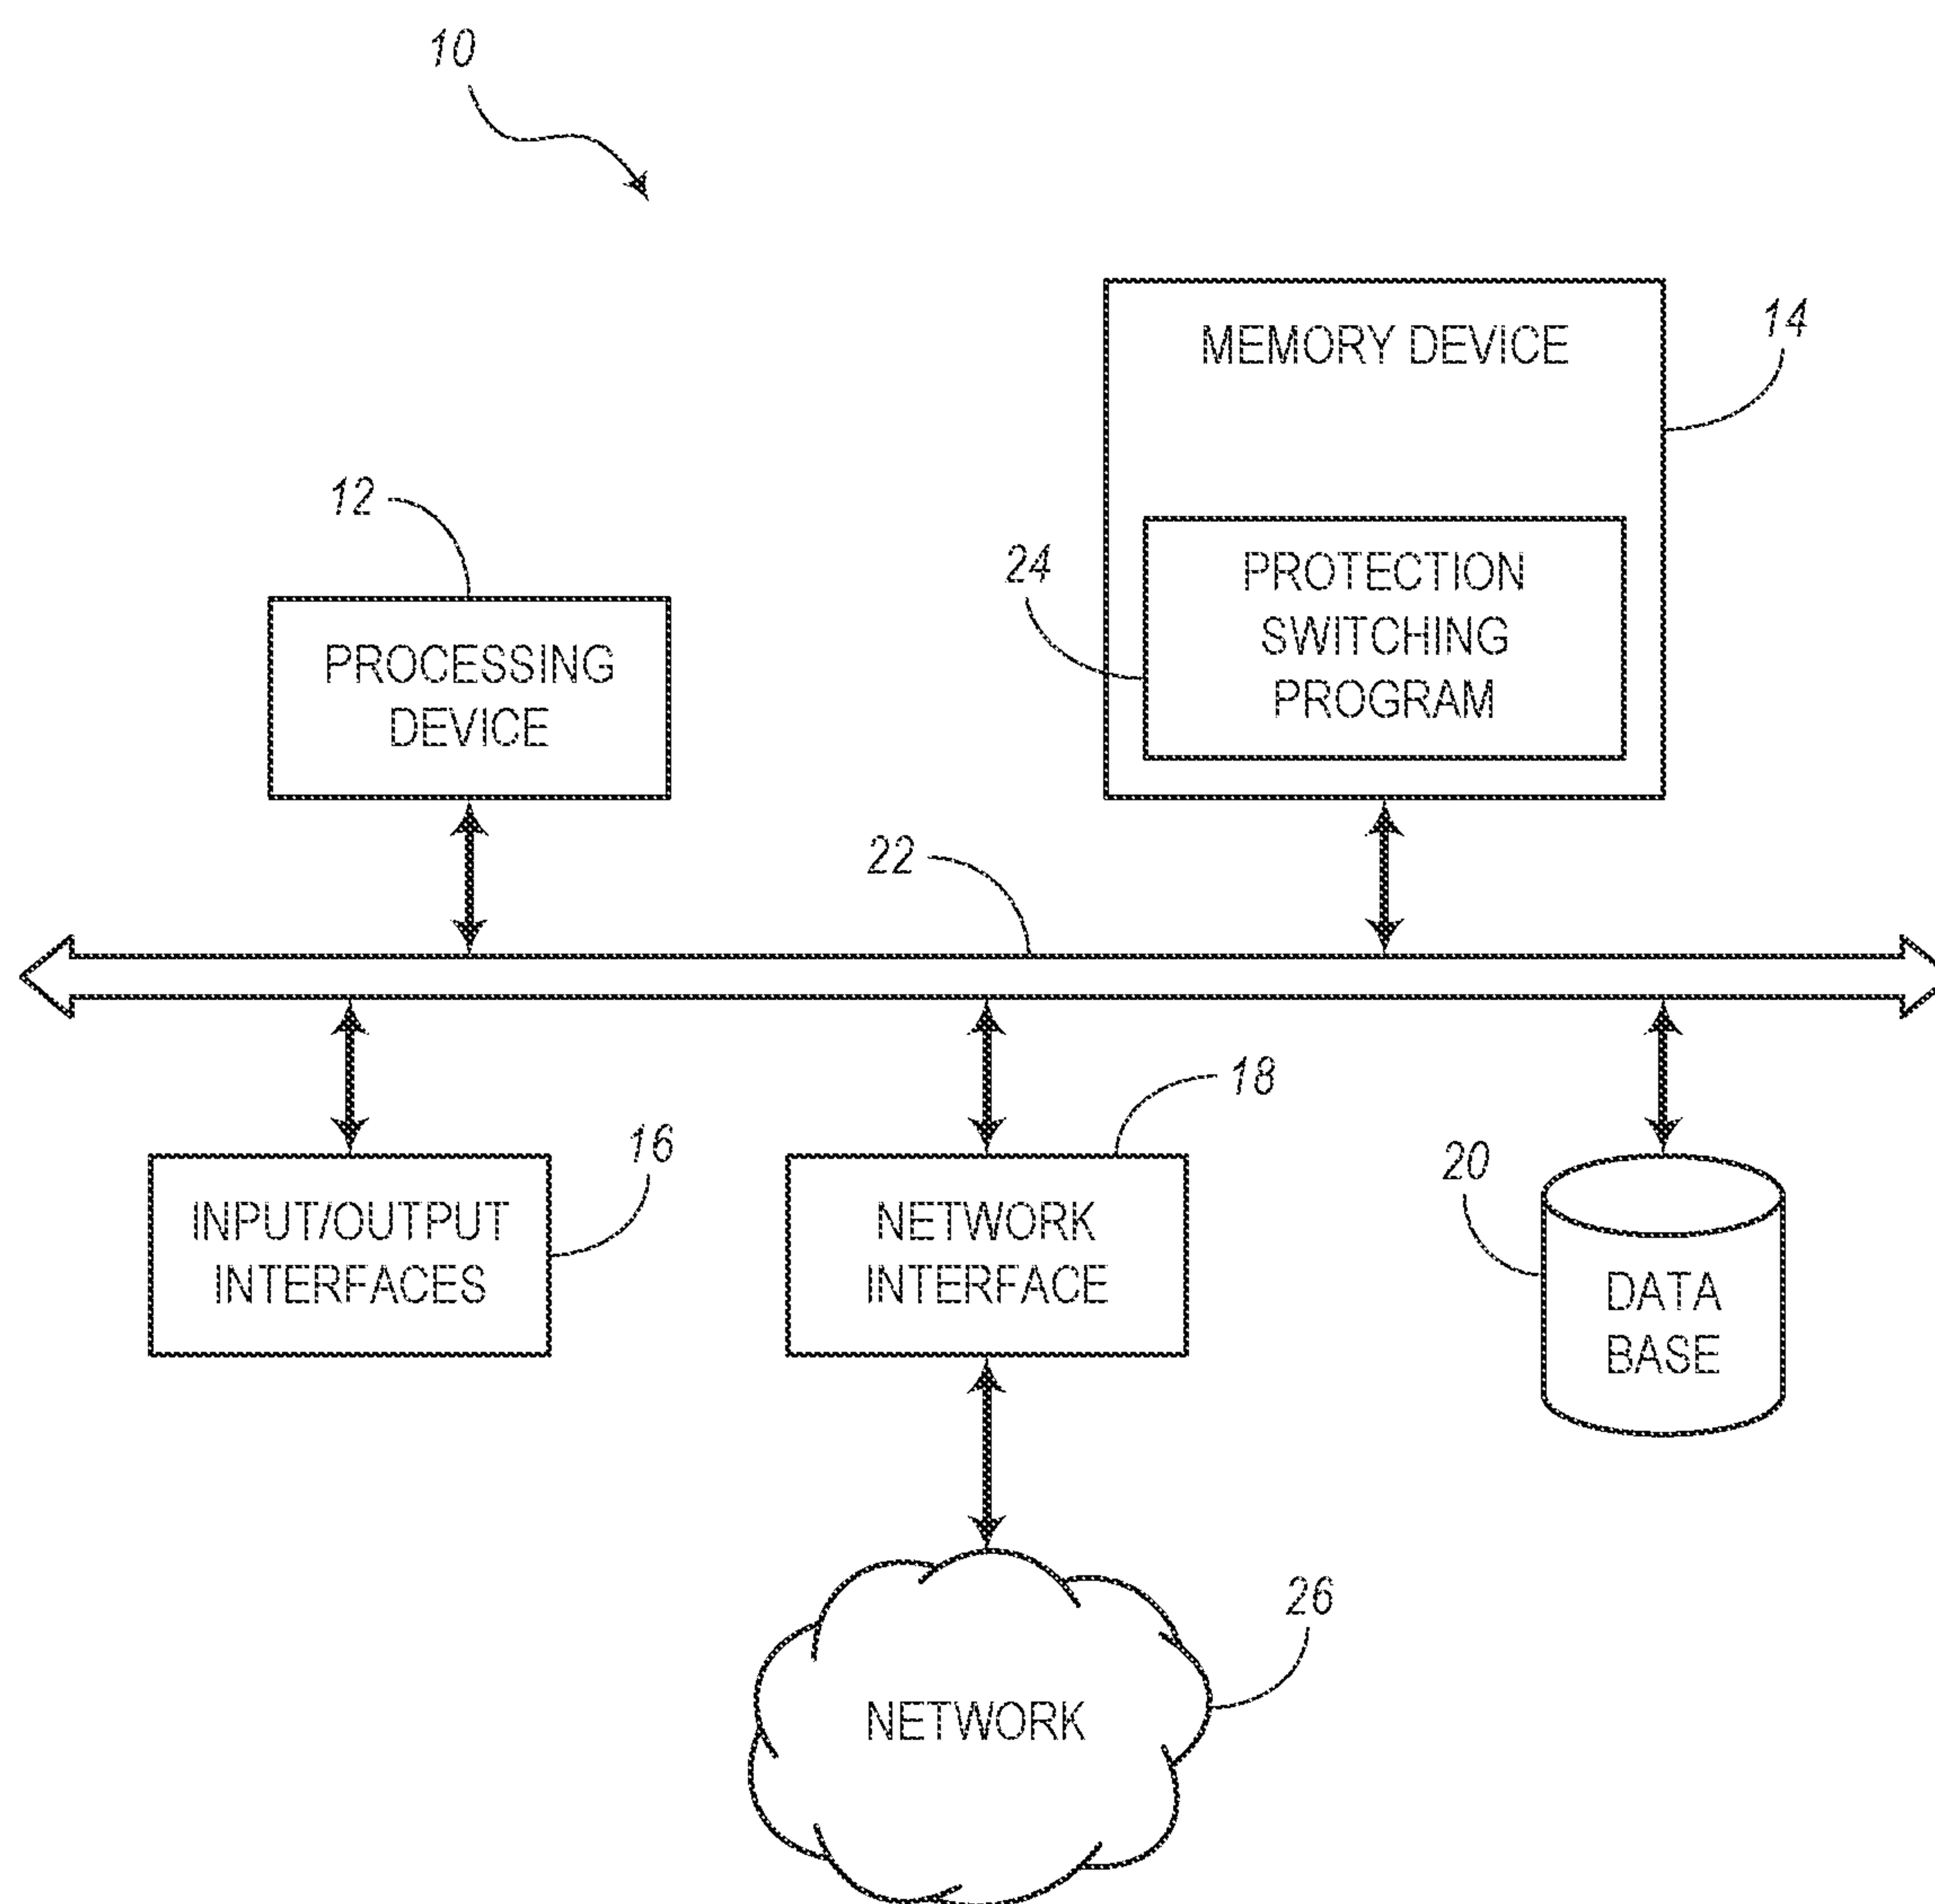 10
MEMORY DEVICE
14
12
24
PROTECTION
SWITCHING
PROGRAM
PROCESSING
DEVICE
22
18
16
20
INPUT/OUTPUT
INTERFACES
NETWORK
INTERFACE
DATA
BASE
26
NETWORK